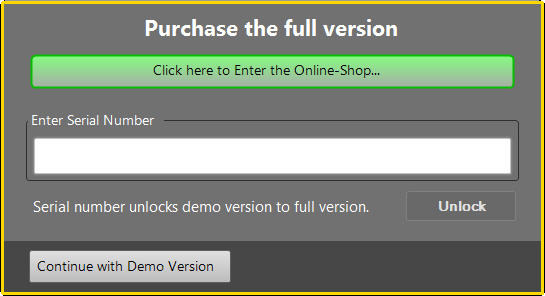 Purchase the full version
Click here to Enter the Online-Shop...
Enter Serial Number
Serial number unlocks demo version to full version.
Unlock
Continue with Demo Version